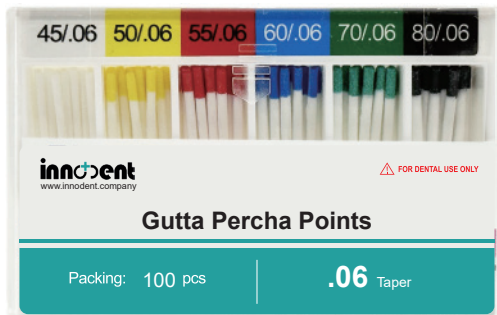 45/.06 50/.06 55/.06 60/.06 70/.06 80/.06
innodent
www.innodent.company
FOR DENTAL USE ONLY
Gutta Percha Points
Packing: 100 pcs
.06 Taper